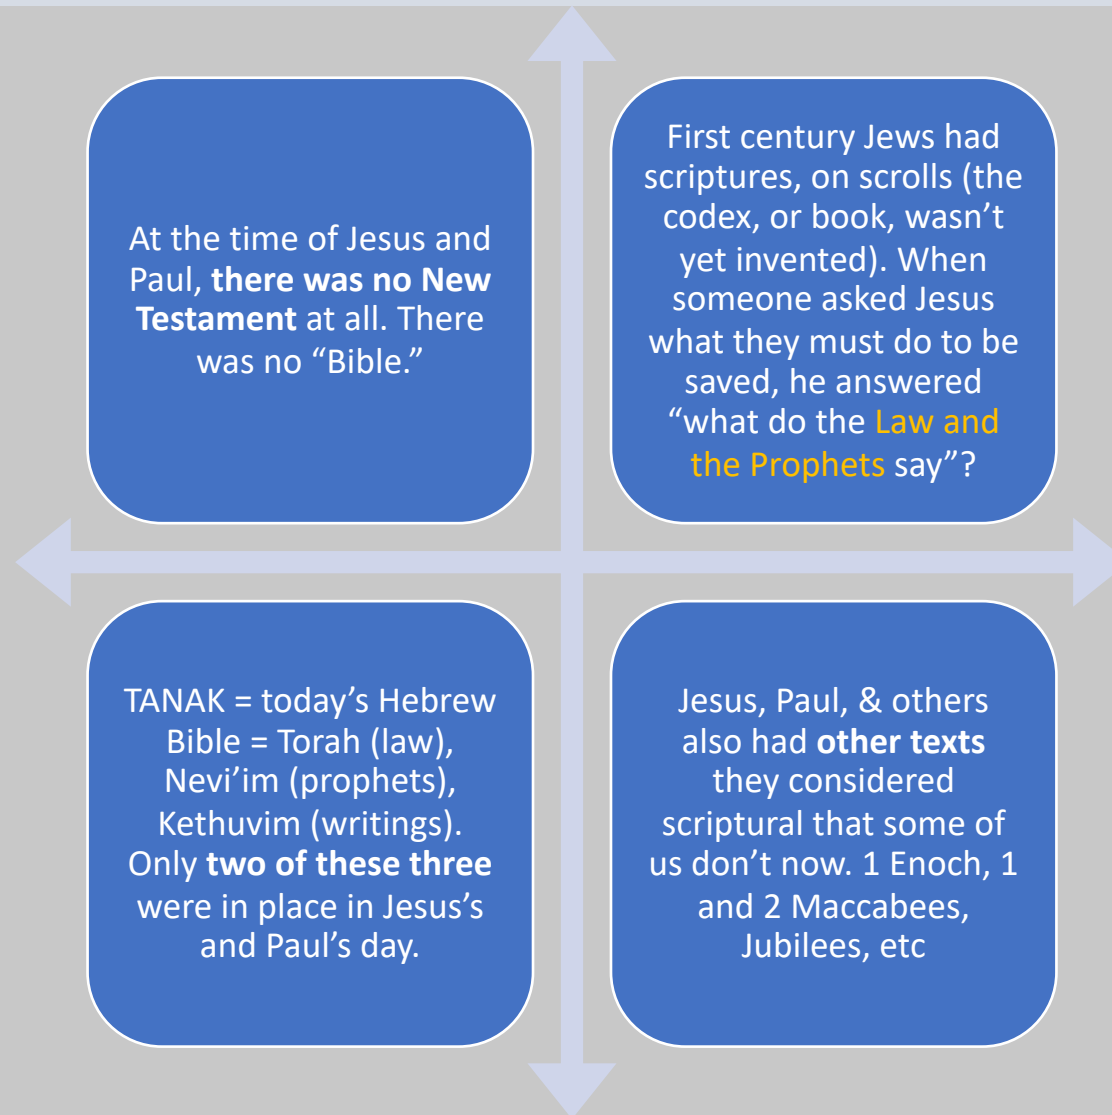 At the time of Jesus and
Paul, there was no New
Testament at all. There
was no “Bible.”
First century Jews had
scriptures, on scrolls (the
codex, or book, wasn’t
yet invented). When
someone asked Jesus
what they must do to be
saved, he answered
“what do the Law and
the Prophets say”?
TANAK = today’s Hebrew
Bible = Torah (law),
Nevi’im (prophets),
Kethuvim (writings).
Only two of these three
were in place in Jesus’s
and Paul’s day.
Jesus, Paul, & others
also had other texts
they considered
scriptural that some of
us don’t now. 1 Enoch, 1
and 2 Maccabees,
Jubilees, etc